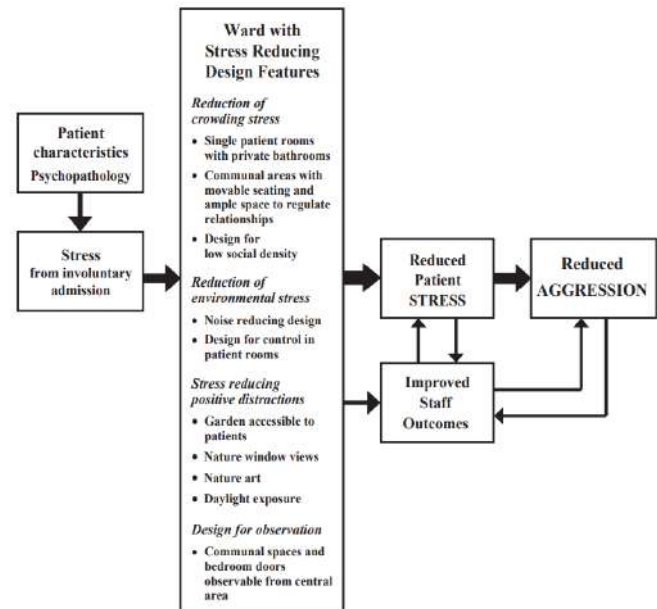 Patient
characteristics
Psychopathology
Stress
from involuntary
admission
Ward with
Stress Reducing
Design Features
Reduction of
crowding stress
• Single patient rooms
with private bathrooms
• Communal areas with
movable seating and
ample space to regulate
relationships
• Design for
low social density
Reduction of
environmental stress
• Noise reducing design
• Design for control in
patient rooms
Stress reducing
positive distractions
• Garden accessible to
patients
• Nature window views
• Nature art
• Daylight exposure
Design for observation
• Communal spaces and
bedroom doors
observable from central
area
Reduced
Patient
STRESS
Improved
Staff
Outcomes
Reduced
AGGRESSION